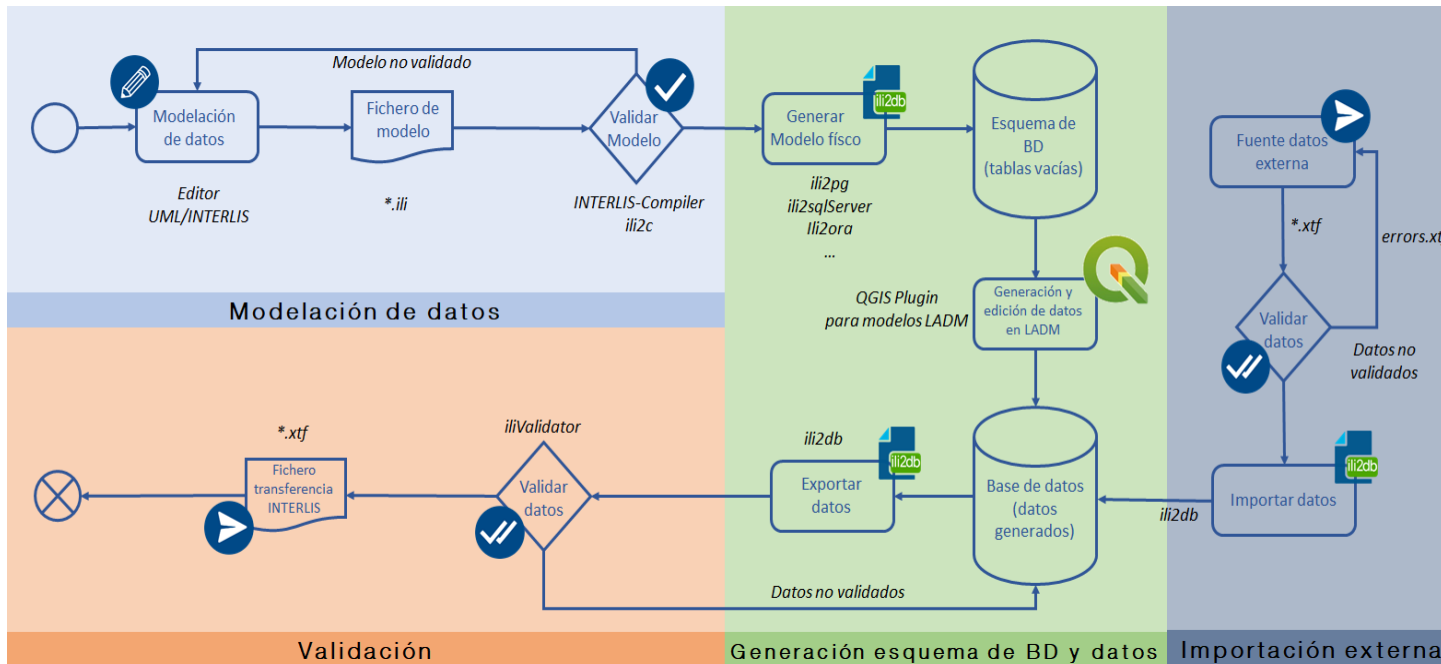 Modelo no validado
Modelación
de datos
Fichero de
modelo
Validar
Modelo
Editor
UML/INTERLIS
*.ili
INTERLIS-Compiler
ili2c
Modelación de datos
Generar
Modelo físco
ili2db
ili2pg
ili2sqlServer
Ili2ora
...
Esquema de
BD
(tablas vacías)
QGIS Plugin
para modelos LADM
Generación y
edición de datos
en LADM
Fuente datos
externa
*.xtf
errors.xt
Validar
datos
Datos no
validados
ili2db
Importar datos
ili2db
Base de datos
(datos
generados)
ili2db
ili2db
Exportar
datos
iliValidator
Validar
datos
Datos no validados
*.xtf
Fichero
transferencia
INTERLIS
Validación
Generación esquema de BD y datos
Importación externa